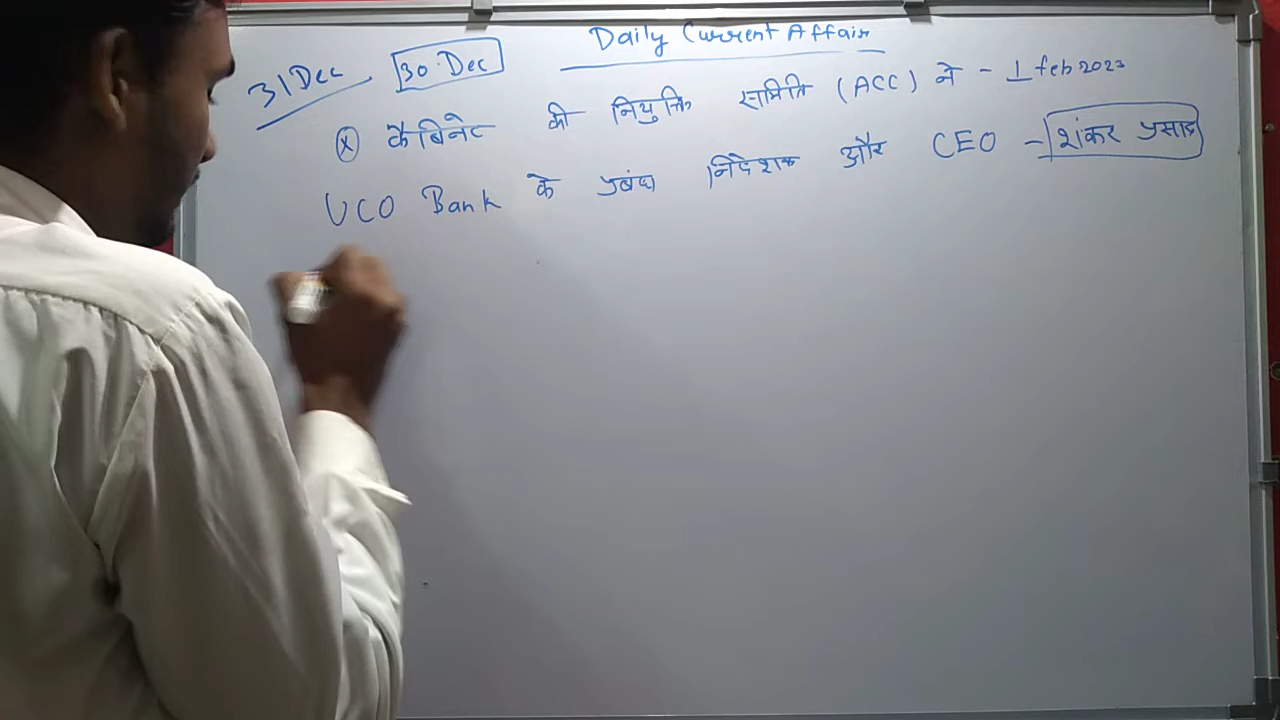 Daily Current Affair
31 Dec 30 Dec
(x) कैबिनेट की नियुक्ति समिति (ACC) ने - 1 feb 2023
UCO Bank के प्रबंध निदेशक और CEO - शंकर प्रसाद